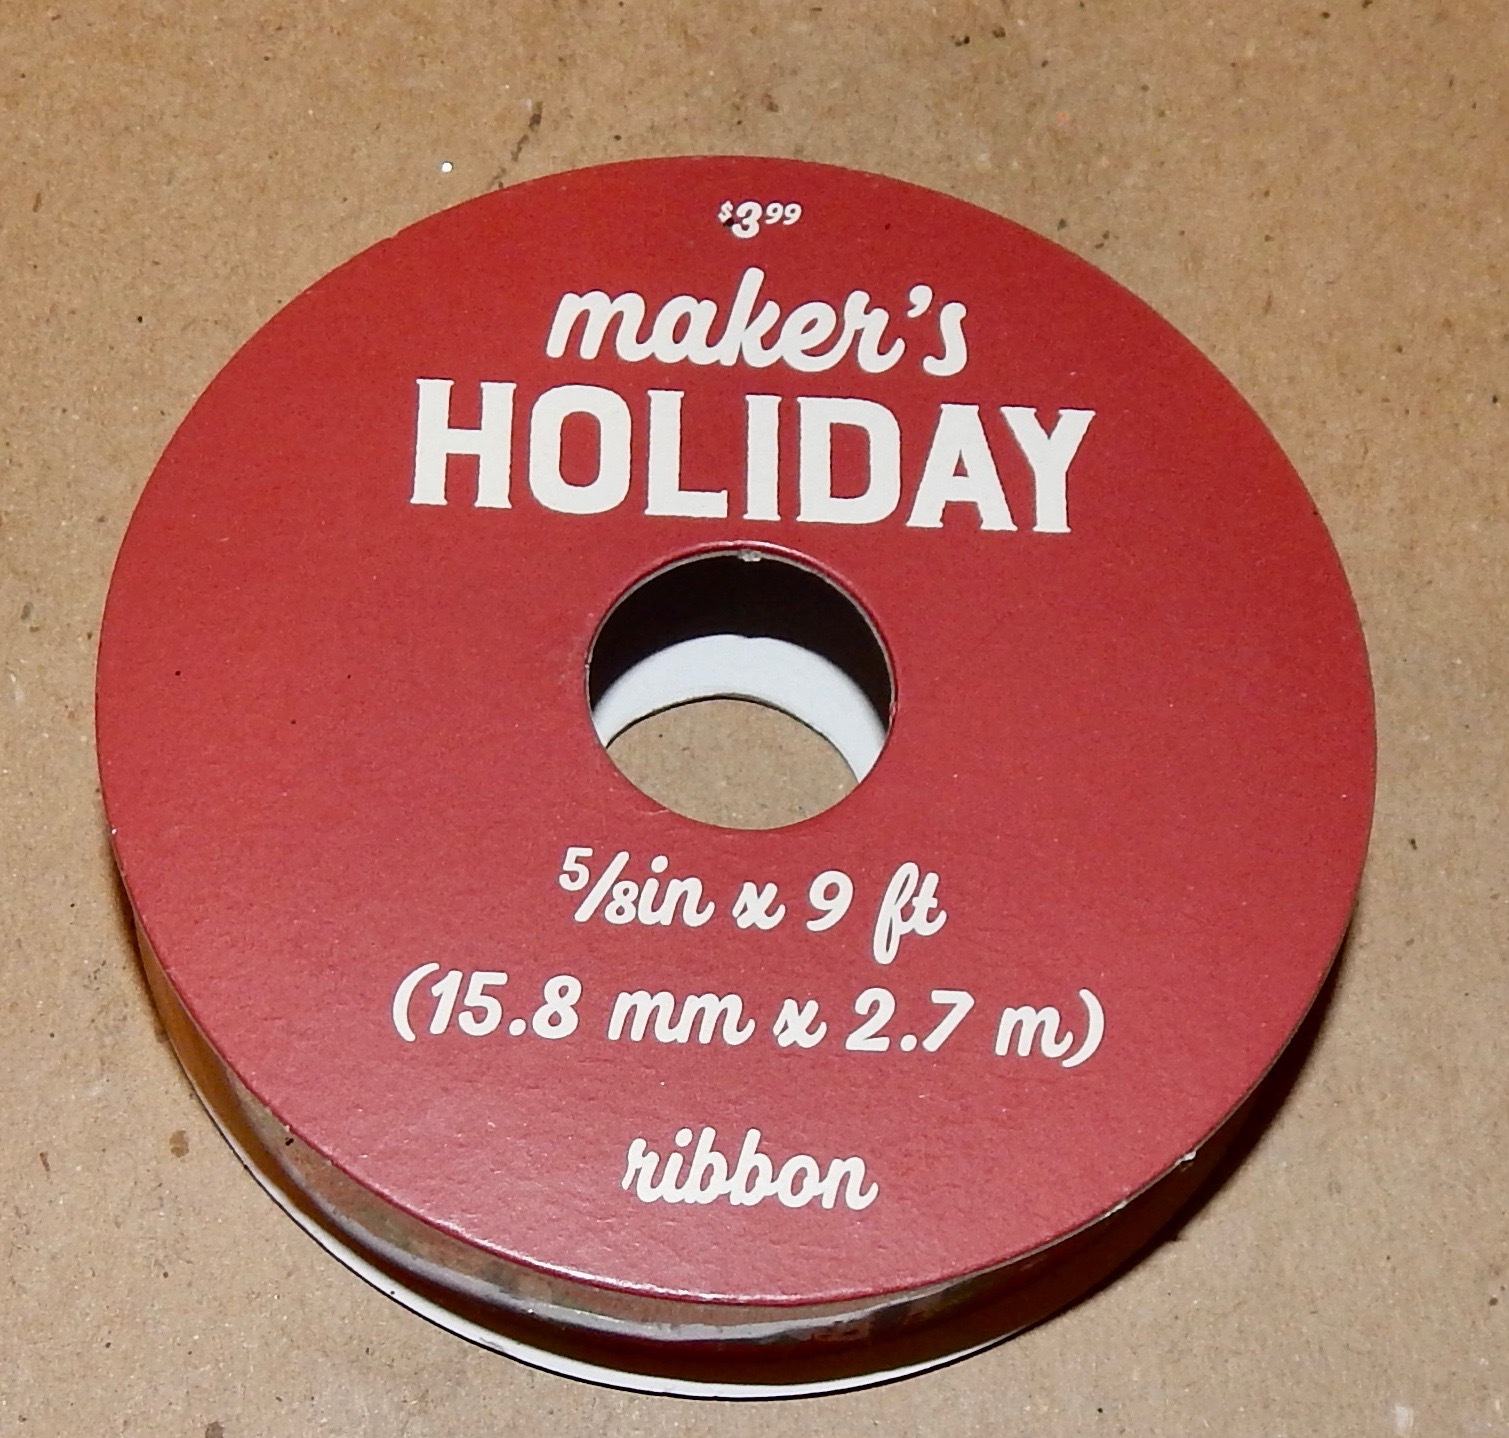 $3.99
maker's
HOLIDAY
5/8in x 9 ft
(15.8 mm x 2.7 m)
ribbon